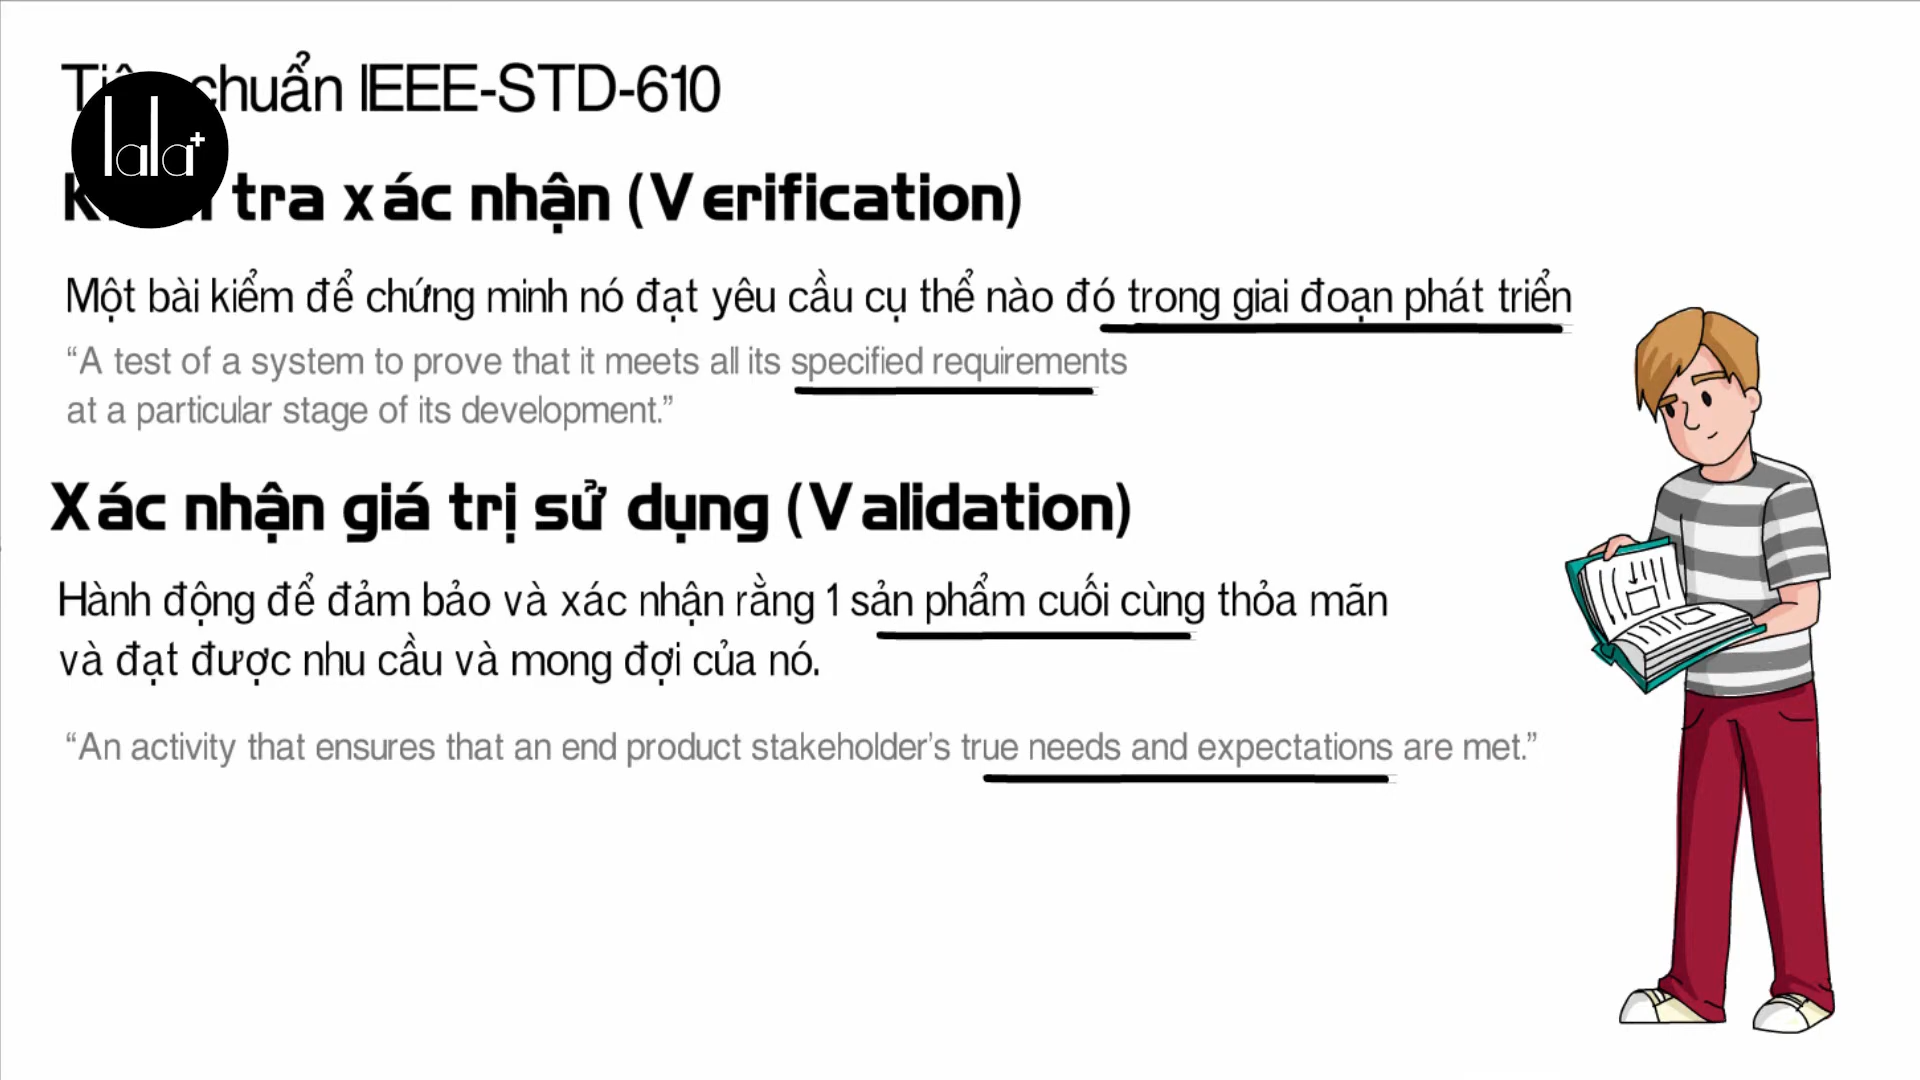 chuẩn IEEE-STD-610
lala+
tra xác nhận (Verification)
Một bài kiểm để chứng minh nó đạt yêu cầu cụ thể nào đó trong giai đoạn phát triển
“A test of a system to prove that it meets all its specified requirements
at a particular stage of its development.”
Xác nhận giá trị sử dụng (Validation)
Hành động để đảm bảo và xác nhận rằng 1 sản phẩm cuối cùng thỏa mãn
và đạt được nhu cầu và mong đợi của nó.
“An activity that ensures that an end product stakeholder’s true needs and expectations are met.”